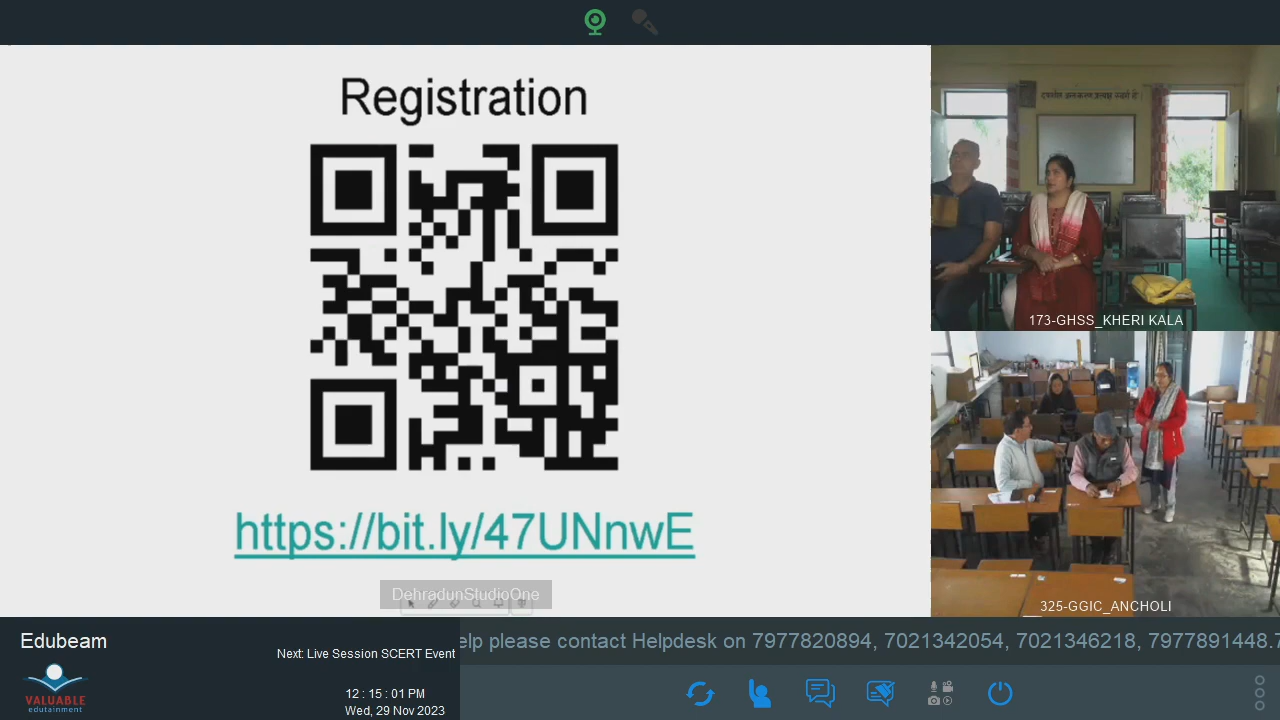 Registration
https://bit.ly/47UNnwE
DehradunStudioOne
173-GHSS_KHERI KALA
325-GGIC_ANCHOLI
Edubeam
Next: Live Session SCERT Event
elp please contact Helpdesk on 7977820894, 7021342054, 7021346218, 7977891448.7
VALUABLE
edutainment
12 : 15 : 01 PM
Wed, 29 Nov 2023